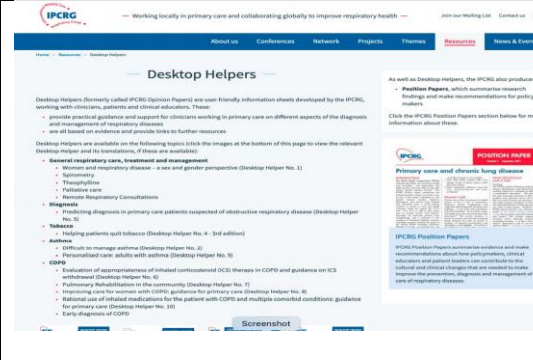 IPCRG
— Working locally in primary care and collaborating globally to improve respiratory health —
Join our Mailing List Contact us
About us Conferences Network Projects Themes Resources News & Even
Home Resources Desktop Helpers
Desktop Helpers
Desktop Helpers (formerly called IPCRG Opinion Papers) are user-friendly information sheets developed by the IPCRG,
working with clinicians, patients and clinical educators. These:
• provide practical guidance and support for clinicians working in primary care on different aspects of the diagnosis
and management of respiratory diseases
• are all based on evidence and provide links to further resources
Desktop Helpers are available on the following topics (click the images at the bottom of this page to view the relevant
Desktop Helper and its translations, if these are available):
• General respiratory care, treatment and management
• Women and respiratory disease – a sex and gender perspective (Desktop Helper No. 1)
• Spirometry
• Theophylline
• Palliative care
• Remote Respiratory Consultations
• Diagnosis
• Predicting diagnosis in primary care patients suspected of obstructive respiratory disease (Desktop Helper
No. 5)
• Tobacco
• Helping patients quit tobacco (Desktop Helper No. 4 - 3rd edition)
• Asthma
• Difficult to manage asthma (Desktop Helper No. 2)
• Personalised care: adults with asthma (Desktop Helper No. 9)
• COPD
• Evaluation of appropriateness of inhaled corticosteroid (ICS) therapy in COPD and guidance on ICS
withdrawal (Desktop Helper No. 6)
• Pulmonary Rehabilitation in the community (Desktop Helper No. 7)
• Improving care for women with COPD: guidance for primary care (Desktop Helper No. 8)
• Rational use of inhaled medications for the patient with COPD and multiple comorbid conditions: guidance
for primary care (Desktop Helper No. 10)
• Early diagnosis of COPD
As well as Desktop Helpers, the IPCRG also produce
• Position Papers, which summarise research
findings and make recommendations for policy
makers
Click the IPCRG Position Papers section below for m
information about these.
IPCRG
POSITION PAPER
Primary care and chronic lung disease
IPCRG Position Papers
IPCRG Position Papers summarise evidence and make
recommendations about how policymakers, clinical
educators and patient leaders can contribute to the
cultural and clinical changes that are needed to make
improve the prevention, diagnosis and management of
care of respiratory diseases.
Screenshot